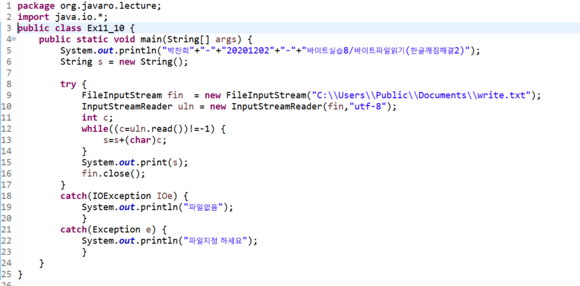 1 package org.javaro.lecture;
2 import java.io.*;
3 public class Ex11_10 {
4 public static void main(String[] args) {
5 System.out.println("박찬희"+"-"+"20201202"+"-"+"바이트실습8/바이트파일읽기(한글깨짐해결2)");
6 String s = new String();
7
8 try {
9 FileInputStream fin  = new FileInputStream("C:\\Users\\Public\\Documents\\write.txt");
10 InputStreamReader uln = new InputStreamReader(fin,"utf-8");
11 int c;
12 while((c=uln.read())!=-1) {
13 s=s+(char)c;
14 }
15 System.out.print(s);
16 fin.close();
17 }
18 catch(IOException IOe) {
19 System.out.println("파일없음");
20 }
21 catch(Exception e) {
22 System.out.println("파일지정 하세요");
23 }
24 }
25 }
26